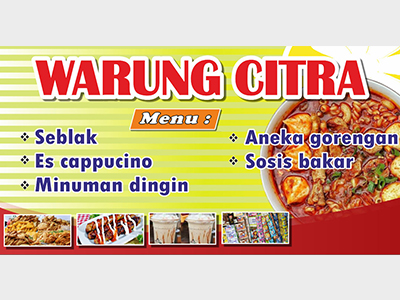 WARUNG CITRA
Menu :
Seblak
Es cappucino
Minuman dingin
Aneka gorengan
Sosis bakar